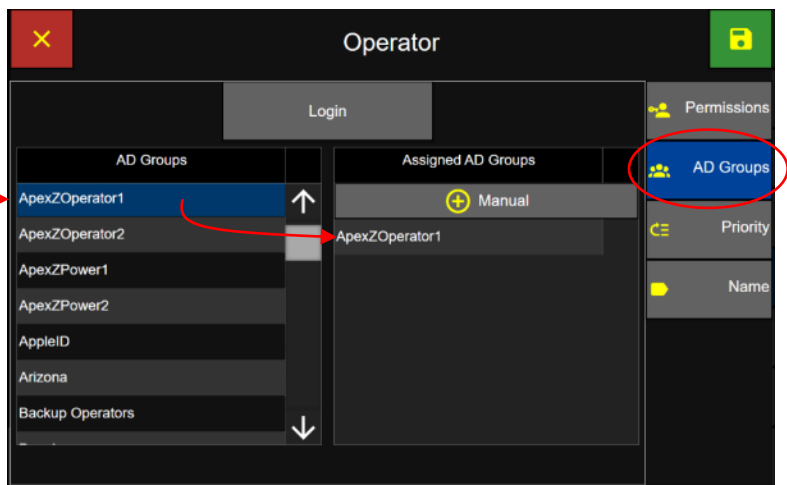 Operator
Login
Permissions
AD Groups
Priority
Name
AD Groups
ApexZOperator1
ApexZOperator2
ApexZPower1
ApexZPower2
AppleID
Arizona
Backup Operators
Assigned AD Groups
Manual
ApexZOperator1